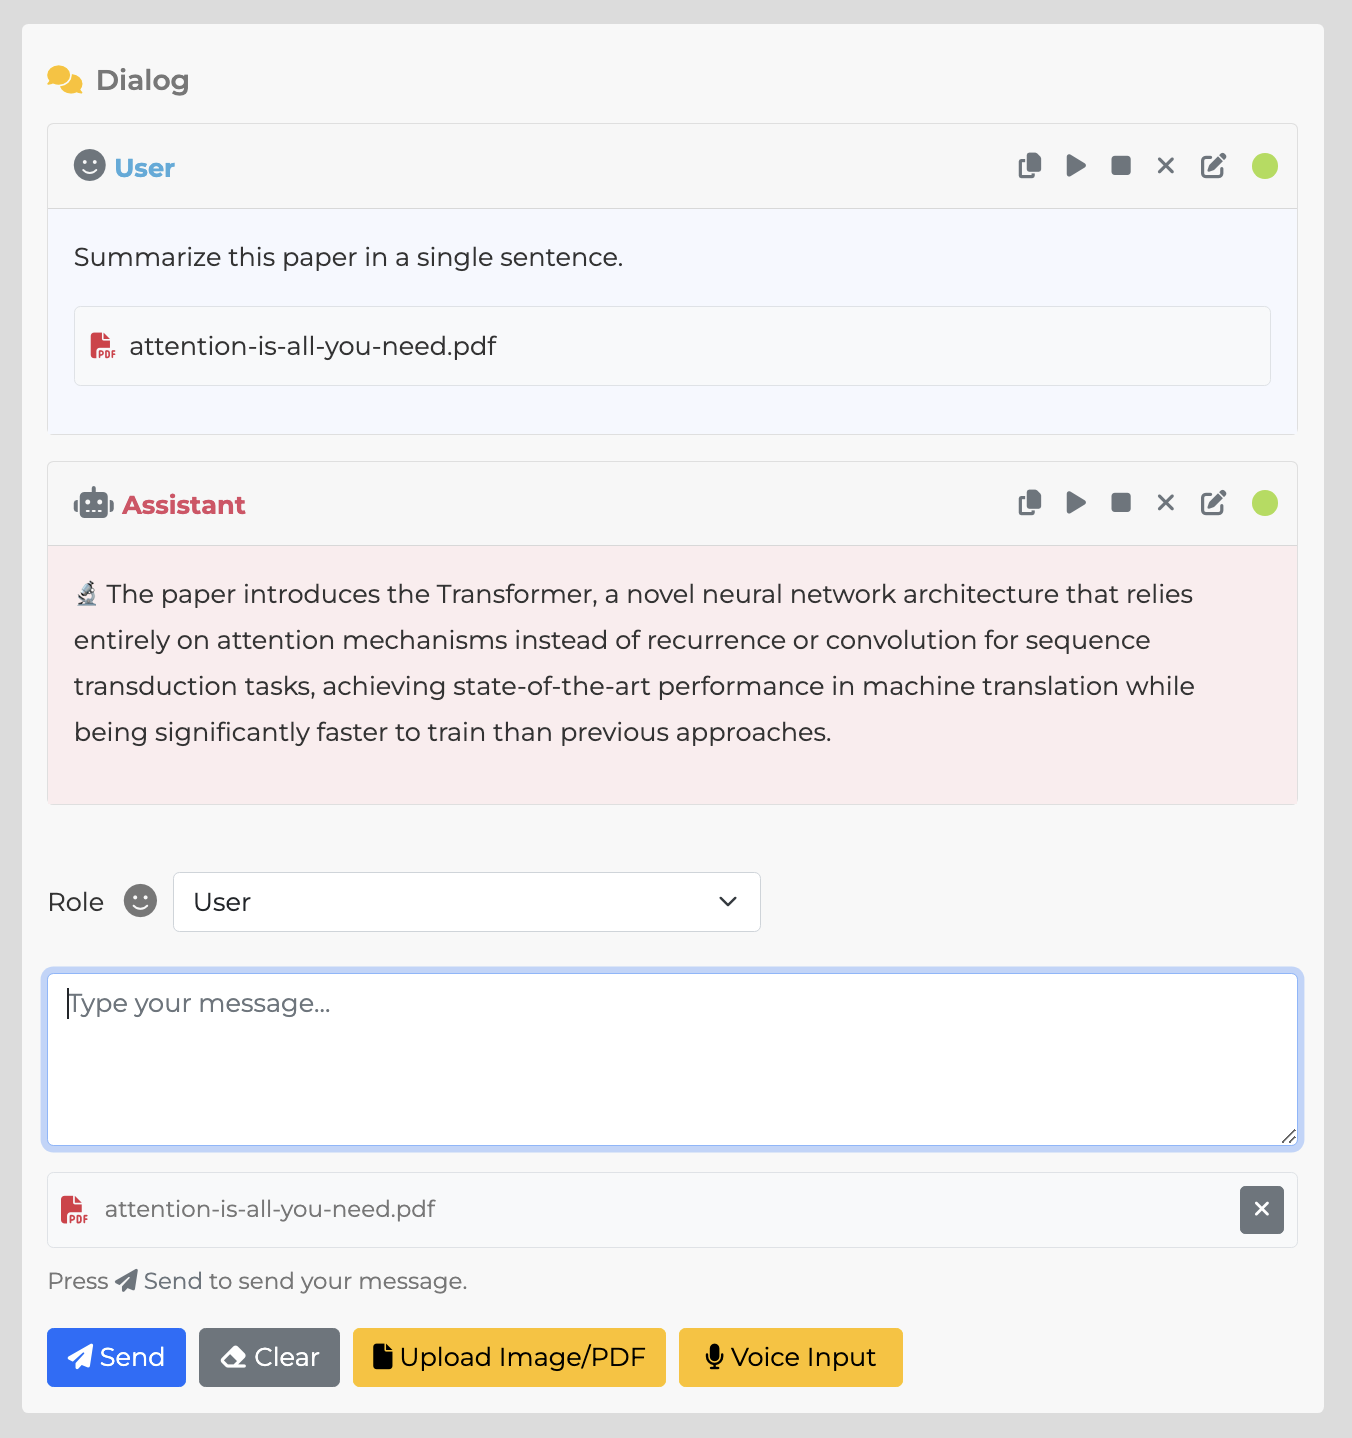 Dialog
User
Summarize this paper in a single sentence.
PDF attention-is-all-you-need.pdf
Assistant
🔬 The paper introduces the Transformer, a novel neural network architecture that relies
entirely on attention mechanisms instead of recurrence or convolution for sequence
transduction tasks, achieving state-of-the-art performance in machine translation while
being significantly faster to train than previous approaches.
Role User
Type your message...
PDF attention-is-all-you-need.pdf
Press Send to send your message.
Send Clear Upload Image/PDF Voice Input